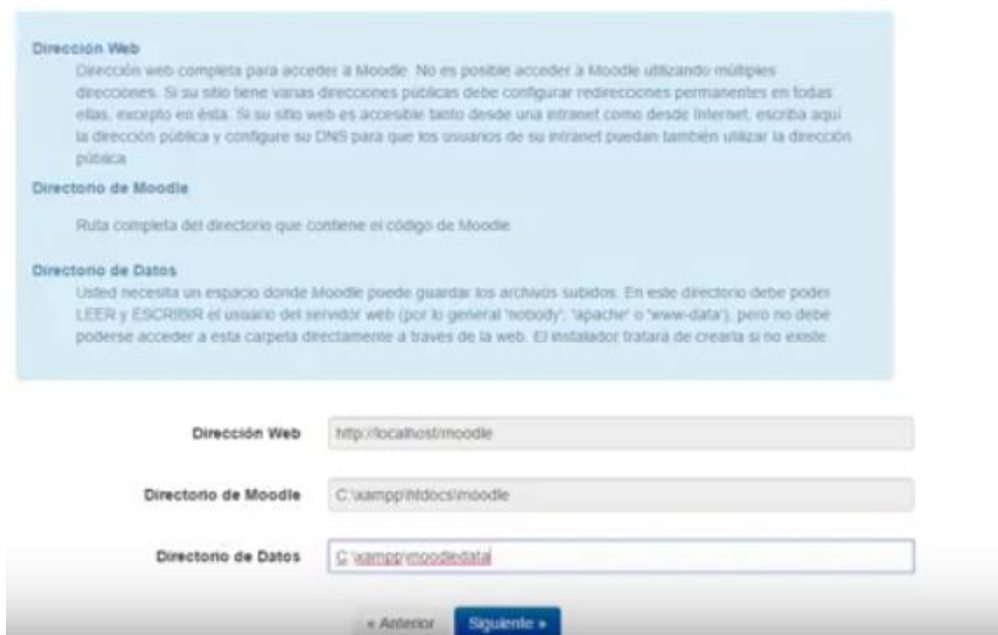 Dirección Web
Dirección web completa para acceder a Moodle. No es posible acceder a Moodle utilizando múltiples
direcciones. Si su sitio tiene varias direcciones públicas debe configurar redirecciones permanentes en todas
ellas, excepto en ésta. Si su sitio web es accesible tanto desde una intranet como desde Internet, escriba aquí
la dirección pública y configure su DNS para que los usuarios de su intranet puedan también utilizar la dirección
pública.
Directorio de Moodle
Ruta completa del directorio que contiene el código de Moodle.
Directorio de Datos
Usted necesita un espacio donde Moodle puede guardar los archivos subidos. En este directorio debe poder
LEER y ESCRIBIR el usuario del servidor web (por lo general 'nobody', 'apache' o 'www-data'), pero no debe
poderse acceder a esta carpeta directamente a través de la web. El instalador tratará de crearla si no existe.
Dirección Web http://localhost/moodle
Directorio de Moodle C:\xampp\htdocs\moodle
Directorio de Datos C:\xampp\moodledata
« Anterior Siguiente »